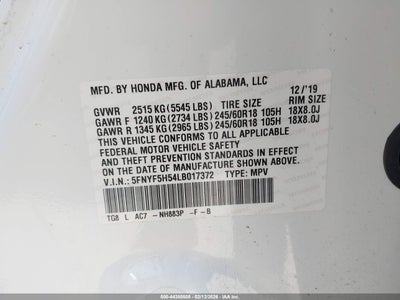 MFD. BY HONDA MFG. OF ALABAMA, LLC
12/'19
GVWR 2515 KG (5545 LBS) TIRE SIZE RIM SIZE
GAWR F 1240 KG (2734 LBS) 245/60R18 105H 18X8.0J
GAWR R 1345 KG (2965 LBS) 245/60R18 105H 18X8.0J
THIS VEHICLE CONFORMS TO ALL APPLICABLE
FEDERAL MOTOR VEHICLE SAFETY AND
THEFT PREVENTION STANDARDS IN EFFECT ON THE
DATE OF MANUFACTURE SHOWN ABOVE.
V.I.N.: 5FNYF5H54LB017372 TYPE: MPV
TG8 L AC7 -NH883P -F -B